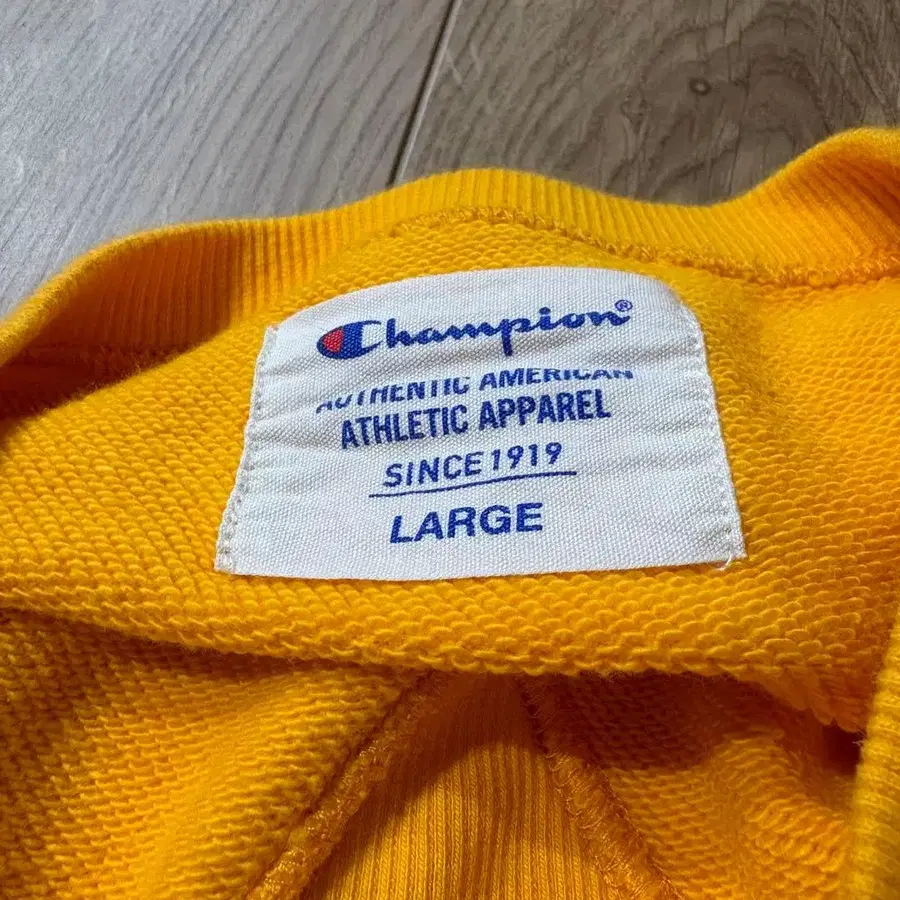 Champion®
AUTHENTIC AMERICAN
ATHLETIC APPAREL
SINCE 1919
LARGE